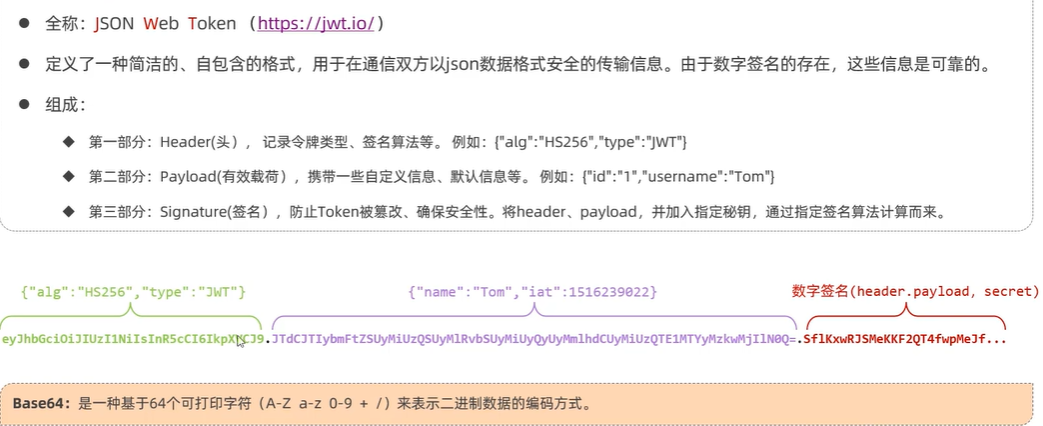 ● 全称：JSON Web Token （https://jwt.io/）
● 定义了一种简洁的、自包含的格式，用于在通信双方以json数据格式安全的传输信息。由于数字签名的存在，这些信息是可靠的。
● 组成：
◆ 第一部分：Header(头），记录令牌类型、签名算法等。 例如：{"alg":"HS256","type":"JWT"}
◆ 第二部分：Payload(有效载荷），携带一些自定义信息、默认信息等。 例如：{"id":"1","username":"Tom"}
◆ 第三部分：Signature(签名），防止Token被篡改、确保安全性。将header、payload，并加入指定秘钥，通过指定签名算法计算而来。
{"alg":"HS256","type":"JWT"} {"name":"Tom","iat":1516239022} 数字签名(header.payload, secret)
eyJhbGciOiJIUzI1NiIsInR5cCI6IkpXVCJ9.JTdCJTIybmFtZSUyMiUzQSUyMlRvbSUyMiUyQyUyMmlhdCUyMiUzQTE1MTYyMzkwMjIlN0Q=.SflKxwRJSMeKKF2QT4fwpMeJf...
Base64：是一种基于64个可打印字符（A-Z a-z 0-9 + /）来表示二进制数据的编码方式。